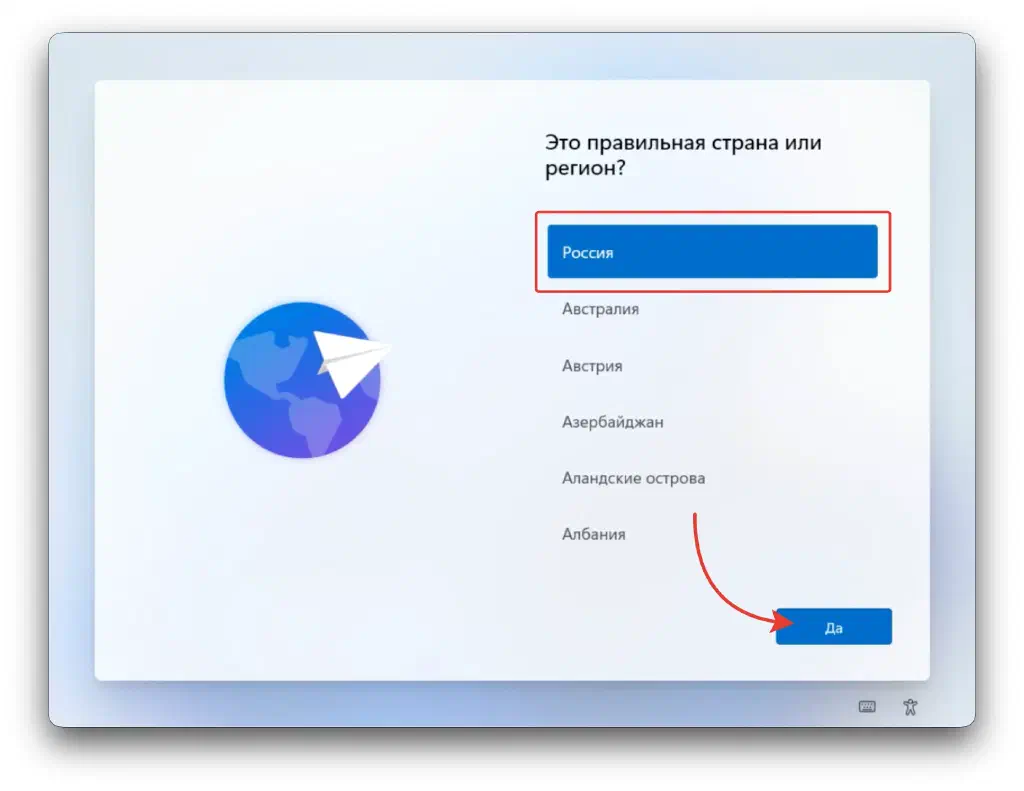 Это правильная страна или
регион?
Россия
Австралия
Австрия
Азербайджан
Аландские острова
Албания
Да